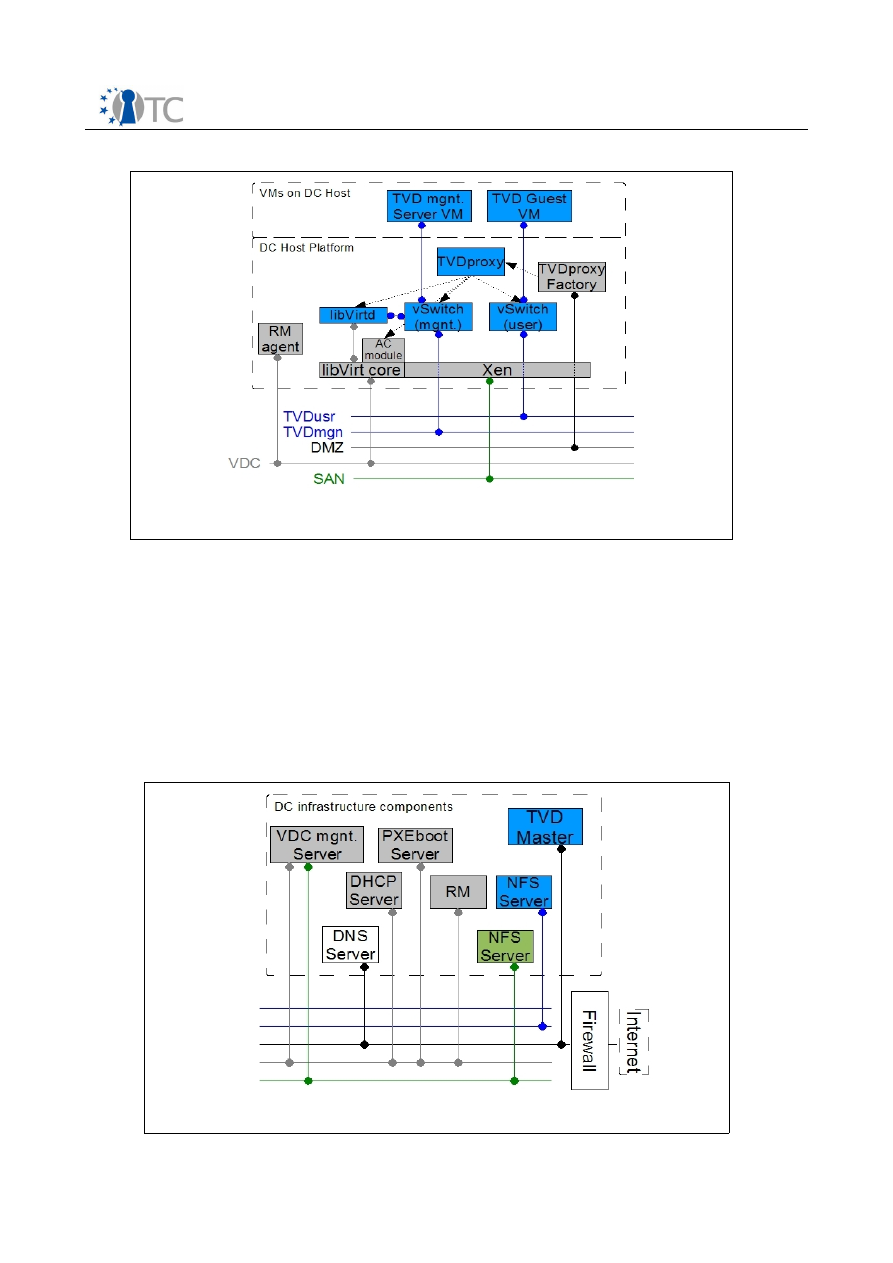 TC
VMs on DC Host
TVD mgnt.
Server VM
TVD Guest
VM
DC Host Platform
TVDproxy
TVDproxy
Factory
libVirtd
vSwitch
(mgnt.)
vSwitch
(user)
RM
agent
AC
module
libVirt core
Xen
TVDusr
TVDmgn
DMZ
VDC
SAN
DC infrastructure components
TVD
Master
VDC mgnt.
Server
PXEboot
Server
DHCP
Server
RM
NFS
Server
DNS
Server
NFS
Server
Firewall
Internet